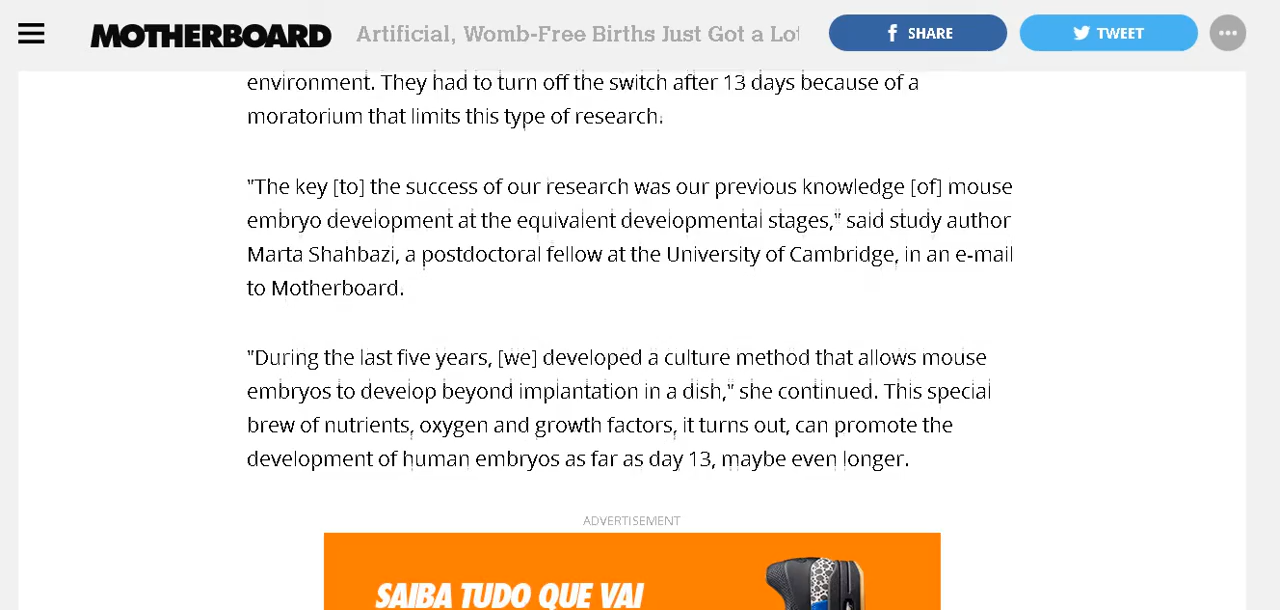 MOTHERBOARD Artificial, Womb-Free Births Just Got a Lot SHARE TWEET
environment. They had to turn off the switch after 13 days because of a
moratorium that limits this type of research.
"The key [to] the success of our research was our previous knowledge [of] mouse
embryo development at the equivalent developmental stages," said study author
Marta Shahbazi, a postdoctoral fellow at the University of Cambridge, in an e-mail
to Motherboard.
"During the last five years, [we] developed a culture method that allows mouse
embryos to develop beyond implantation in a dish," she continued. This special
brew of nutrients, oxygen and growth factors, it turns out, can promote the
development of human embryos as far as day 13, maybe even longer.
ADVERTISEMENT
SAIBA TUDO QUE VAI